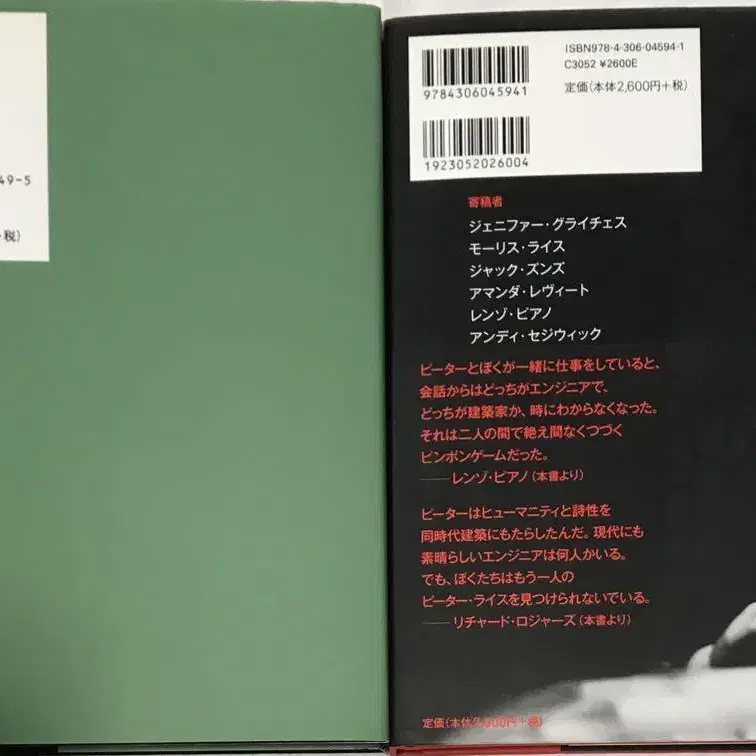 49-5
税)
ISBN978-4-306-04594-1
C3052 ¥2600E
定価(本体2,600円+税)
9784306045941
1923052026004
寄稿者
ジェニファー・グライチェス
モーリス・ライス
ジャック・ズンズ
アマンダ・レヴィート
レンゾ・ピアノ
アンディ・セジウィック
ピーターとぼくが一緒に仕事をしていると、
会話からはどっちがエンジニアで、
どっちが建築家か、時にわからなくなった。
それは二人の間で絶え間なくつづく
ピンポンゲームだった。
——レンゾ・ピアノ(本書より)
ピーターはヒューマニティと詩性を
同時代建築にもたらしたんだ。現代にも
素晴らしいエンジニアは何人かいる。
でも、ぼくたちはもう一人の
ピーター・ライスを見つけられないでいる。
——リチャード・ロジャーズ(本書より)
定価(本体2,600円+税)